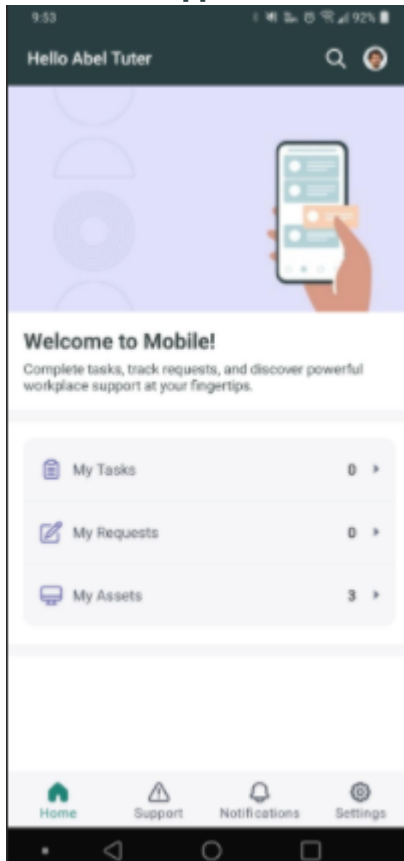 9:53
92%
Hello Abel Tuter
Welcome to Mobile!
Complete tasks, track requests, and discover powerful
workplace support at your fingertips.
My Tasks 0
My Requests 0
My Assets 3
Home Support Notifications Settings